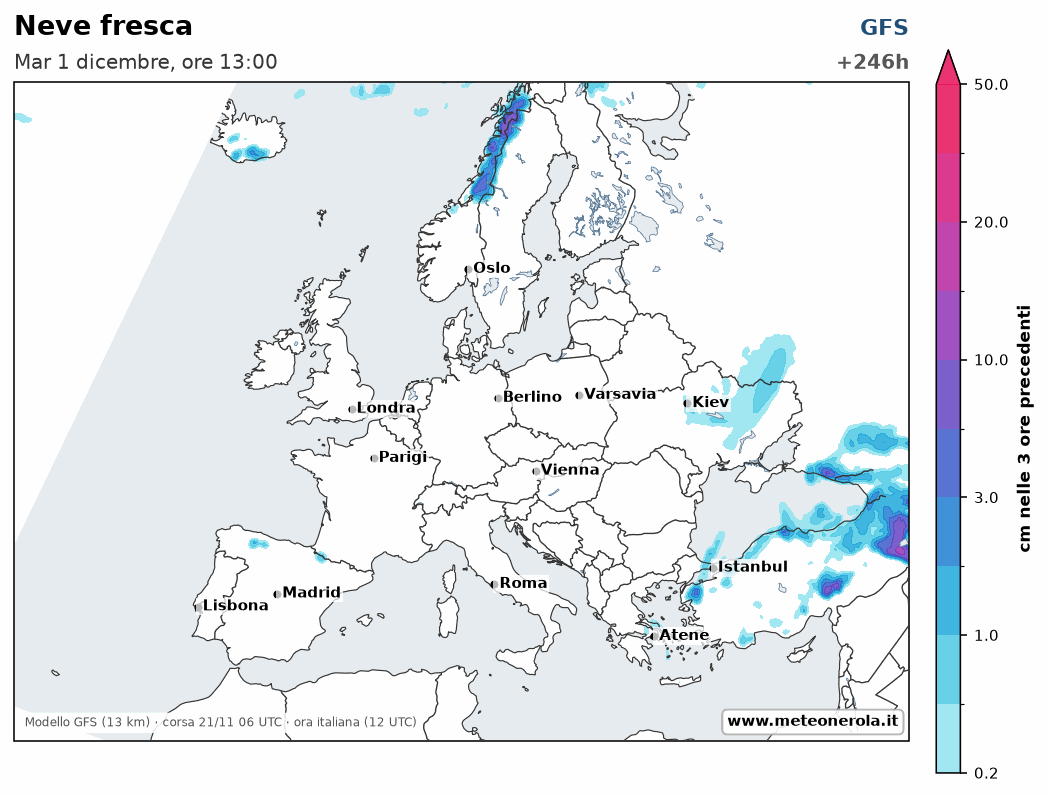 Neve fresca
GFS
Mar 1 dicembre, ore 13:00
+246h
50.0
20.0
10.0
3.0
1.0
0.2
cm nelle 3 ore precedenti
Oslo
Berlino
Varsavia
Kiev
Londra
Parigi
Vienna
Istanbul
Roma
Madrid
Lisbona
Atene
Modello GFS (13 km) · corsa 21/11 06 UTC · ora italiana (12 UTC)
www.meteonerola.it